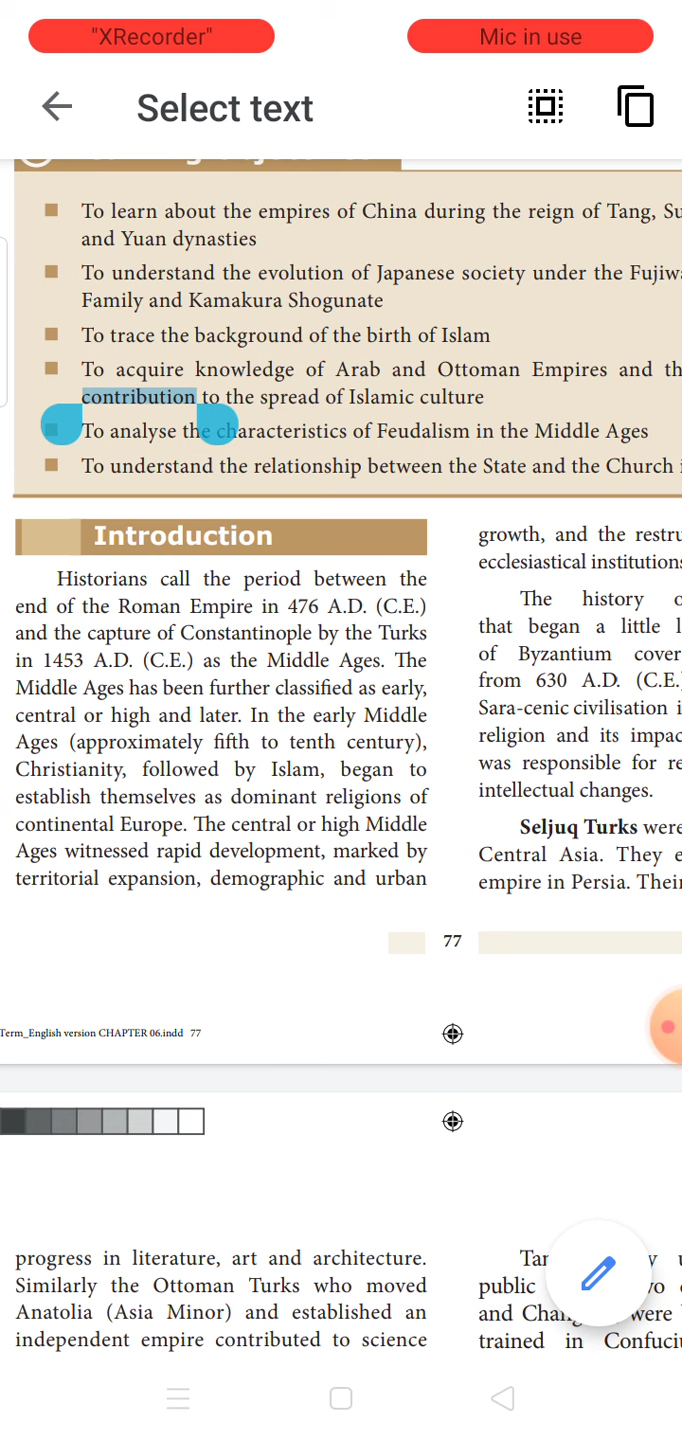 "XRecorder"
Mic in use
Select text
To learn about the empires of China during the reign of Tang,
and Yuan dynasties
To understand the evolution of Japanese society under the
Family and Kamakura Shogunate
To trace the background of the birth of Islam
To acquire knowledge of Arab and Ottoman Empires and
contribution to the spread of Islamic culture
To analyse the characteristics of Feudalism in the Middle Ages
To understand the relationship between the State and the Church
Introduction
Historians call the period between the
end of the Roman Empire in 476 A.D. (C.E.)
and the capture of Constantinople by the Turks
in 1453 A.D. (C.E.) as the Middle Ages. The
Middle Ages has been further classified as early,
central or high and later. In the early Middle
Ages (approximately fifth to tenth century),
Christianity, followed by Islam, began to
establish themselves as dominant religions of
continental Europe. The central or high Middle
Ages witnessed rapid development, marked by
territorial expansion, demographic and urban
growth, and the
ecclesiastical institutions
The history
that began a little
of Byzantium
from 630 A.D. (C.E.)
Sara-cenic civilisation
religion and its
was responsible for
intellectual changes.
Seljuq Turks were
Central Asia. They
empire in Persia. Their
77
Term_English version CHAPTER 06.indd 77
progress in literature, art and architecture.
Similarly the Ottoman Turks who moved
Anatolia (Asia Minor) and established an
independent empire contributed to science
public
and were
trained in